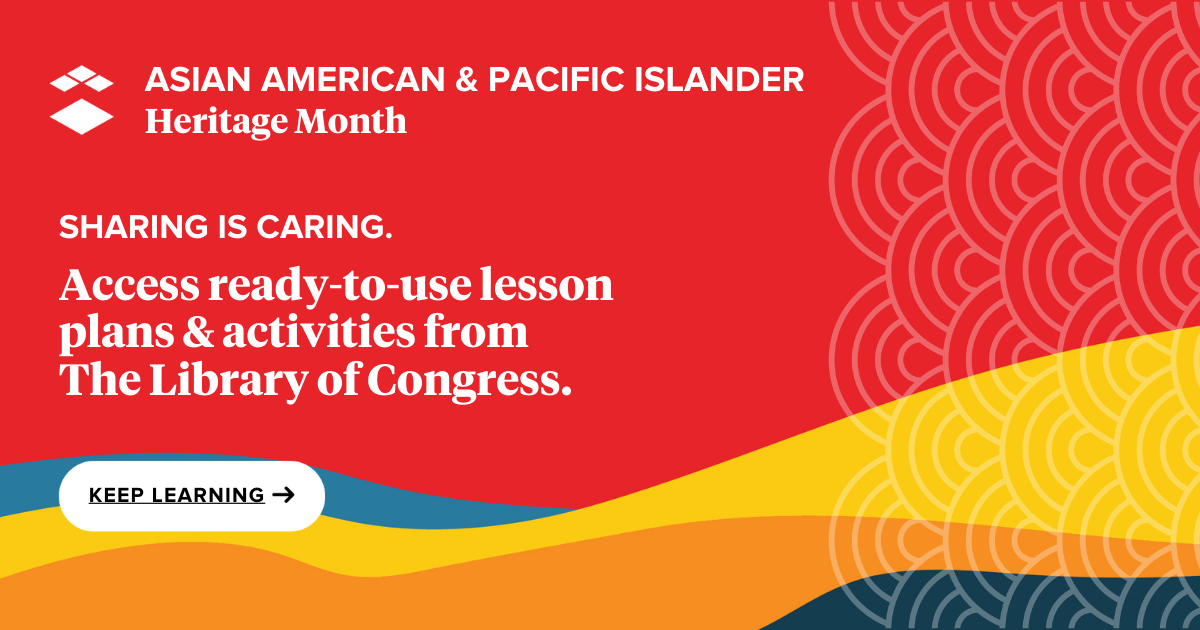 ASIAN AMERICAN & PACIFIC ISLANDER
Heritage Month
SHARING IS CARING.
Access ready-to-use lesson
plans & activities from
The Library of Congress.
KEEP LEARNING →